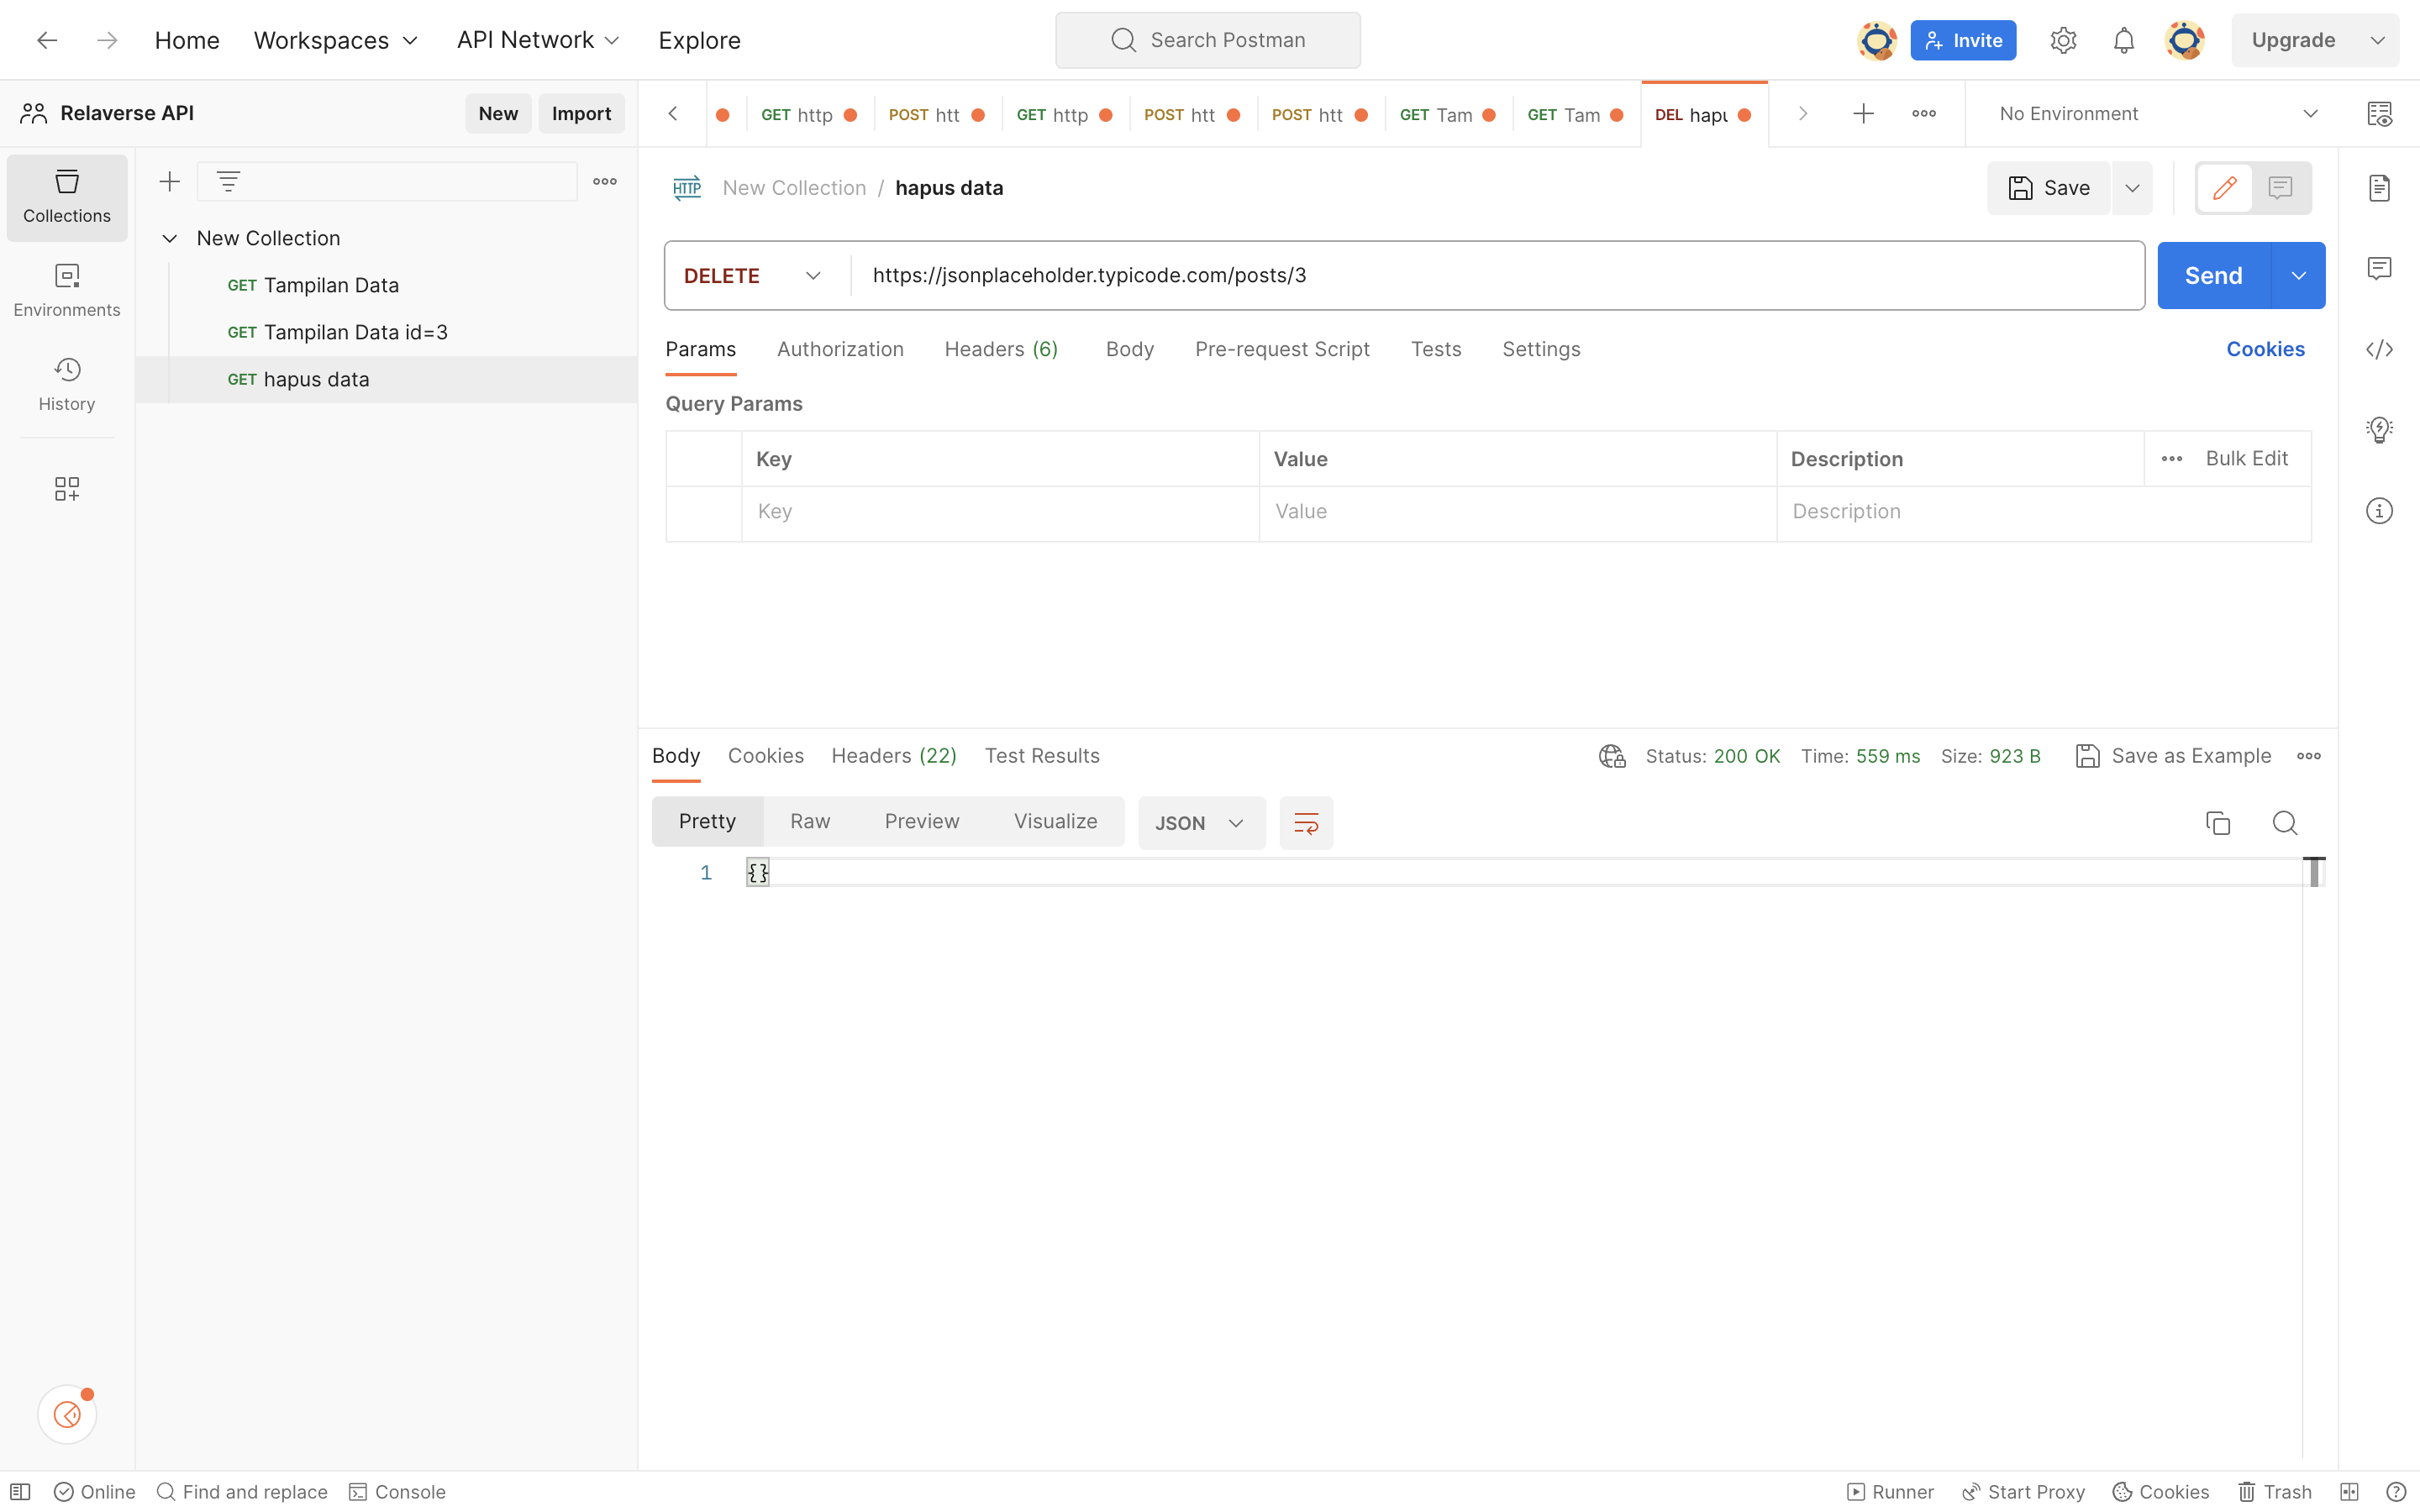 Home Workspaces API Network Explore Search Postman Invite Upgrade
Relaverse API New Import
GET http POST htt GET http POST htt POST htt GET Tam GET Tam DEL hapu No Environment
Collections
Environments
History
New Collection
GET Tampilan Data
GET Tampilan Data id=3
GET hapus data
HTTP New Collection / hapus data Save
DELETE https://jsonplaceholder.typicode.com/posts/3 Send
Params Authorization Headers (6) Body Pre-request Script Tests Settings Cookies
Query Params
Key Value Description Bulk Edit
Key Value Description
Body Cookies Headers (22) Test Results Status: 200 OK Time: 559 ms Size: 923 B Save as Example
Pretty Raw Preview Visualize JSON
1 {}
Online Find and replace Console Runner Start Proxy Cookies Trash